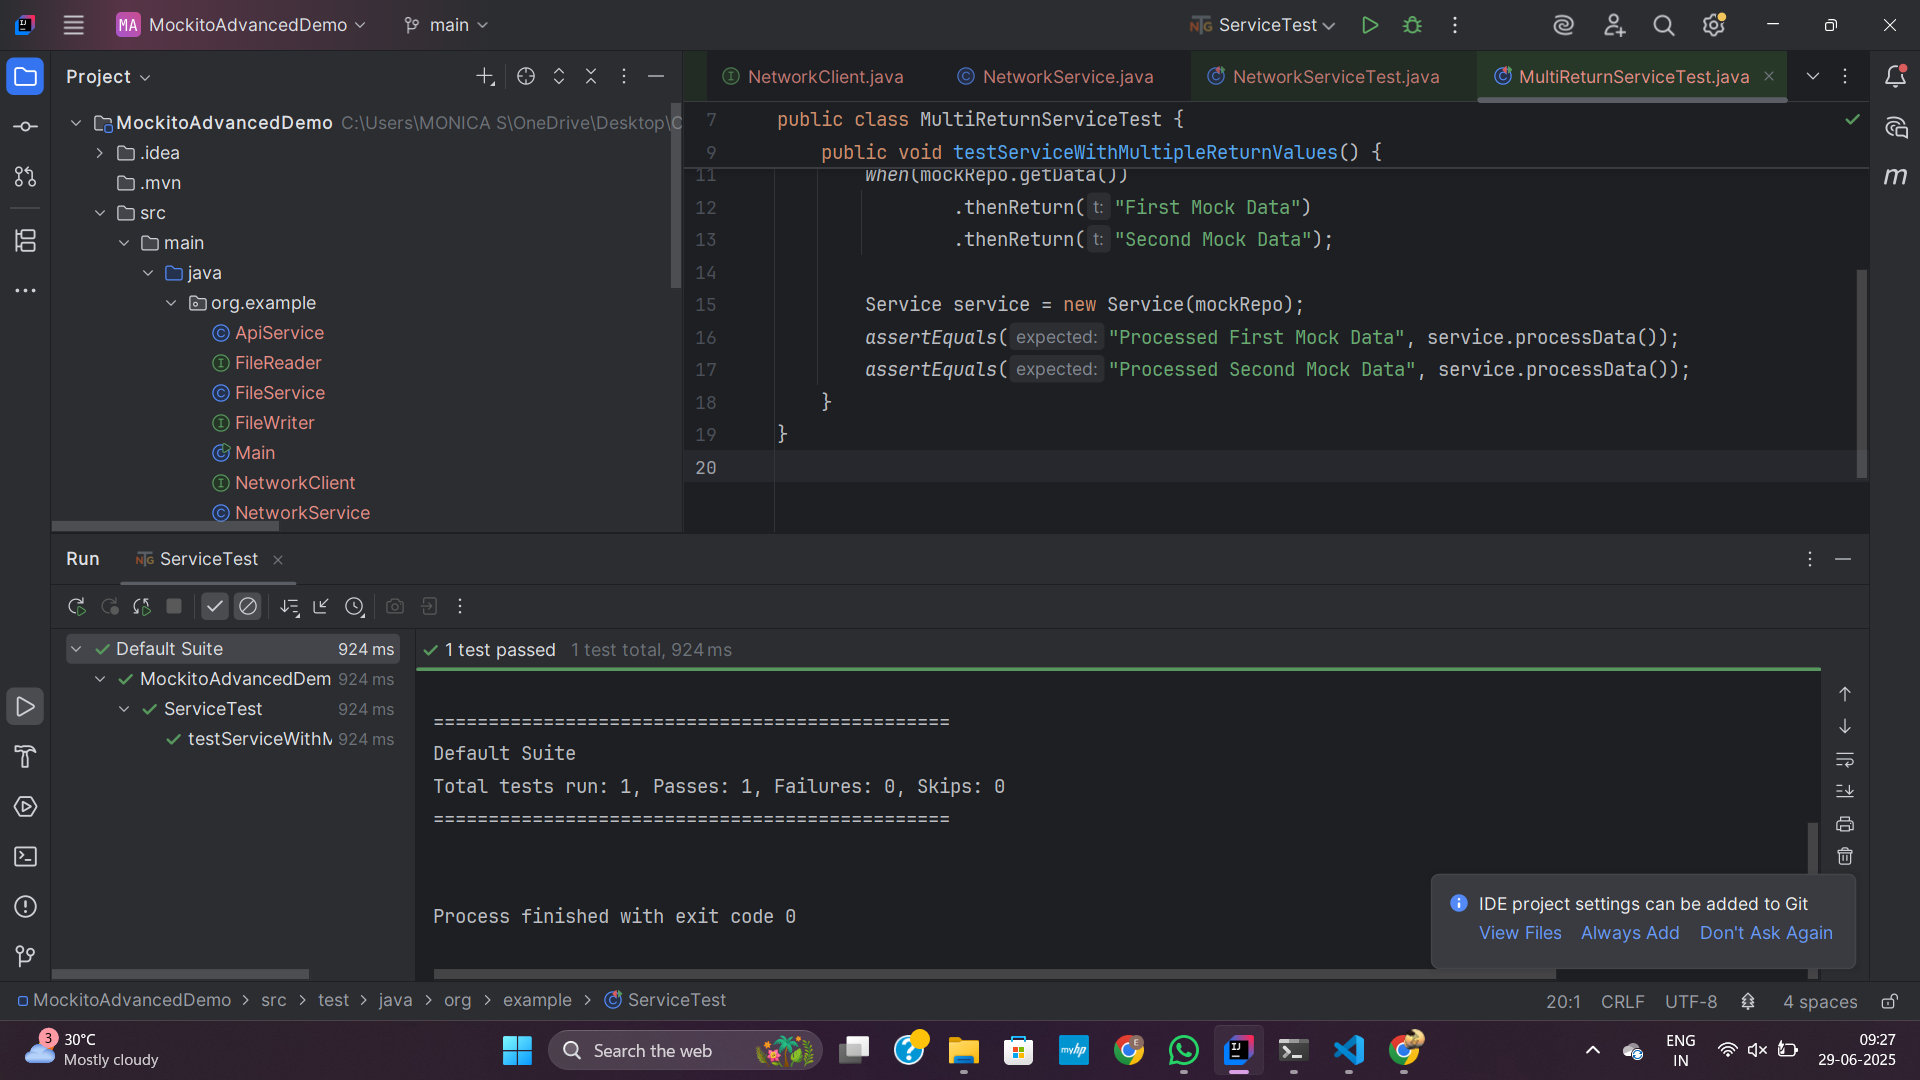 MA MockitoAdvancedDemo main
ServiceTest
Project
NetworkClient.java NetworkService.java NetworkServiceTest.java MultiReturnServiceTest.java
MockitoAdvancedDemo C:\Users\MONICA S\OneDrive\Desktop\C
.idea
.mvn
src
main
java
org.example
ApiService
FileReader
FileService
FileWriter
Main
NetworkClient
NetworkService
7 public class MultiReturnServiceTest {
9 public void testServiceWithMultipleReturnValues() {
11 when(mockRepo.getData())
12 .thenReturn( t: "First Mock Data")
13 .thenReturn( t: "Second Mock Data");
14
15 Service service = new Service(mockRepo);
16 assertEquals( expected: "Processed First Mock Data", service.processData());
17 assertEquals( expected: "Processed Second Mock Data", service.processData());
18 }
19 }
20
Run ServiceTest
Default Suite 924 ms
MockitoAdvancedDem 924 ms
ServiceTest 924 ms
testServiceWithM 924 ms
1 test passed 1 test total, 924 ms
===============================================
Default Suite
Total tests run: 1, Passes: 1, Failures: 0, Skips: 0
===============================================
Process finished with exit code 0
IDE project settings can be added to Git
View Files Always Add Don't Ask Again
MockitoAdvancedDemo > src > test > java > org > example > ServiceTest
20:1 CRLF UTF-8 4 spaces
3 30°C
Mostly cloudy
Search the web
myhp
E
ENG
IN
09:27
29-06-2025